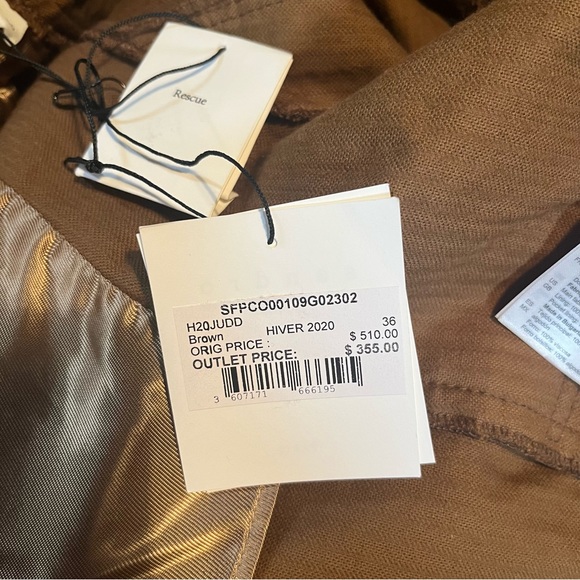 Rescue
SFPCO00109G02302
H20JUDD
Brown HIVER 2020 36
ORIG PRICE : $ 510.00
OUTLET PRICE: $ 355.00
3 607171 666195